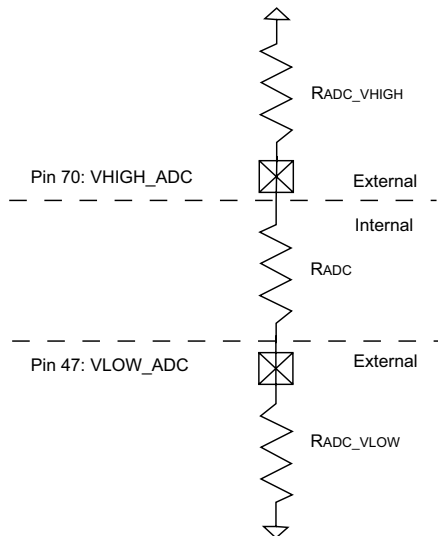 RADC_VHIGH
Pin 70: VHIGH_ADC
External
Internal
RADC
Pin 47: VLOW_ADC
External
RADC_VLOW